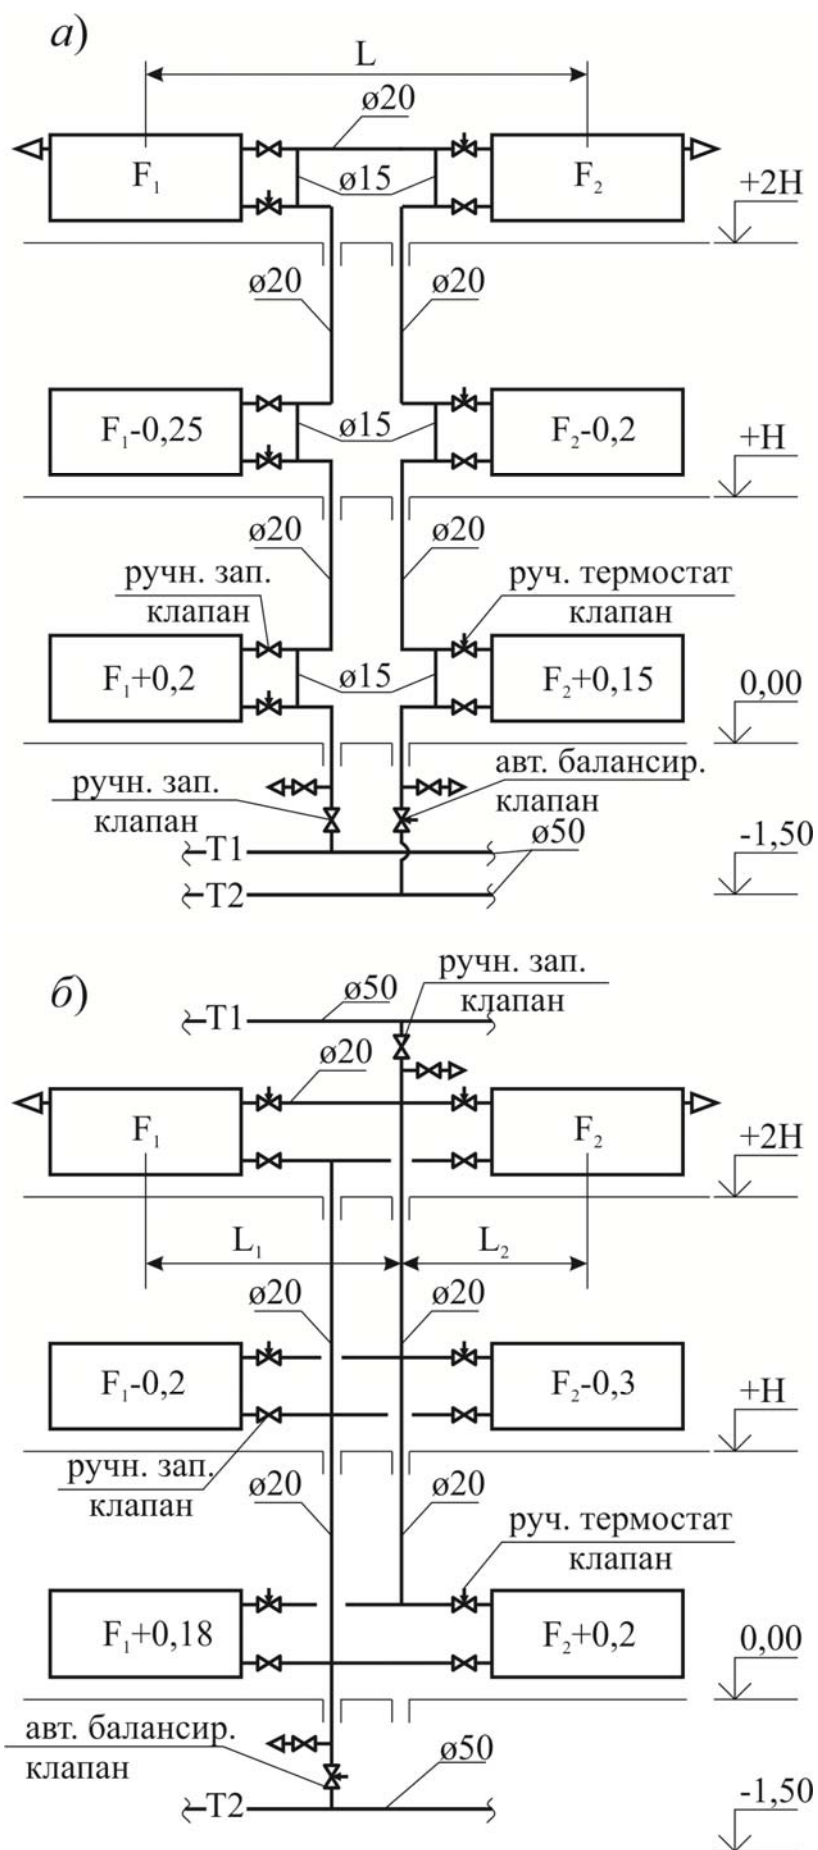 а)
L
ø20
F₁
ø15
F₂
+2H
ø20
ø20
F₁-0,25
ø15
F₂-0,2
+H
ø20
ø20
ручн. зап.
клапан
руч. термостат
клапан
F₁+0,2
ø15
F₂+0,15
0,00
ручн. зап.
клапан
авт. балансир.
клапан
T1
ø50
-1,50
T2
б)
ручн. зап.
клапан
ø50
T1
ø20
F₁
F₂
+2H
L₁
L₂
ø20
ø20
F₁-0,2
F₂-0,3
+H
ручн. зап.
клапан
ø20
ø20
руч. термостат
клапан
F₁+0,18
F₂+0,2
0,00
авт. балансир.
клапан
ø50
T2
-1,50